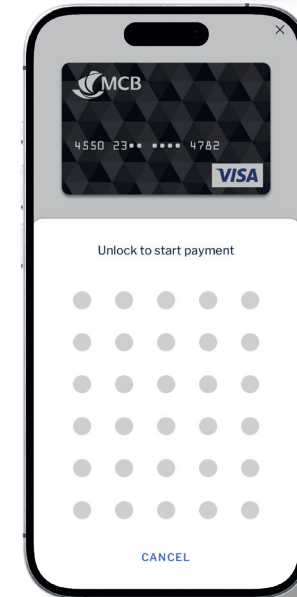 MCB
4550 23•• •••• 4782
VISA
Unlock to start payment
CANCEL